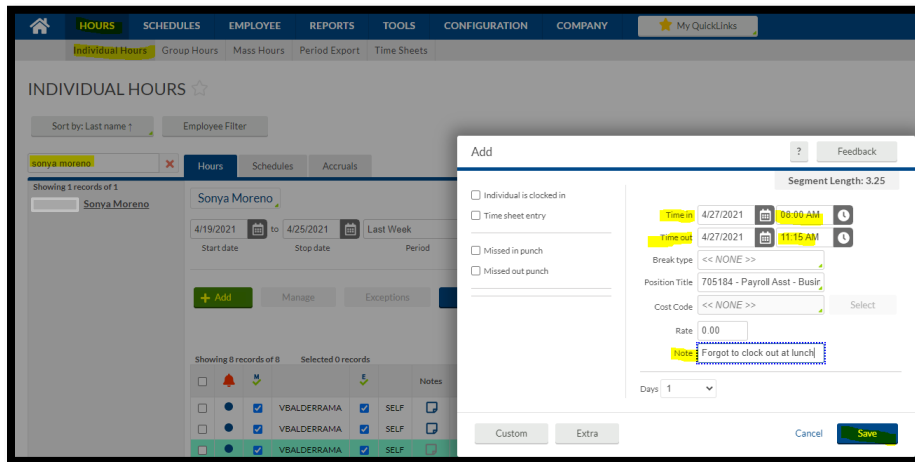 HOURS SCHEDULES EMPLOYEE REPORTS TOOLS CONFIGURATION COMPANY My QuickLinks
Individual Hours Group Hours Mass Hours Period Export Time Sheets
INDIVIDUAL HOURS
Sort by: Last name ↑ Employee Filter
sonya moreno
Showing 1 records of 1
Sonya Moreno
Hours Schedules Accruals
Sonya Moreno
4/19/2021 to 4/25/2021 Last Week
Start date Stop date Period
+ Add Manage Exceptions
Showing 8 records of 8 Selected 0 records
M E Notes
VBALDERRAMA SELF
VBALDERRAMA SELF
VBALDERRAMA SELF
Add ? Feedback
Segment Length: 3.25
Individual is clocked in
Time sheet entry
Missed in punch
Missed out punch
Time in 4/27/2021 08:00 AM
Time out 4/27/2021 11:15 AM
Break type << NONE >>
Position Title 705184 - Payroll Asst - Busir
Cost Code << NONE >> Select
Rate 0.00
Note Forgot to clock out at lunch
Days 1
Custom Extra Cancel Save